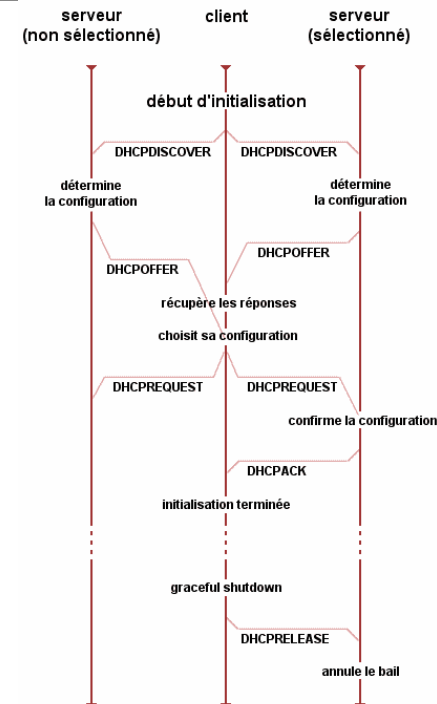 serveur client serveur
(non sélectionné) (sélectionné)
début d'initialisation
DHCPDISCOVER DHCPDISCOVER
détermine détermine
la configuration la configuration
DHCPOFFER
DHCPOFFER
récupère les réponses
choisit sa configuration
DHCPREQUEST DHCPREQUEST
confirme la configuration
DHCPACK
initialisation terminée
graceful shutdown
DHCPRELEASE
annule le bail